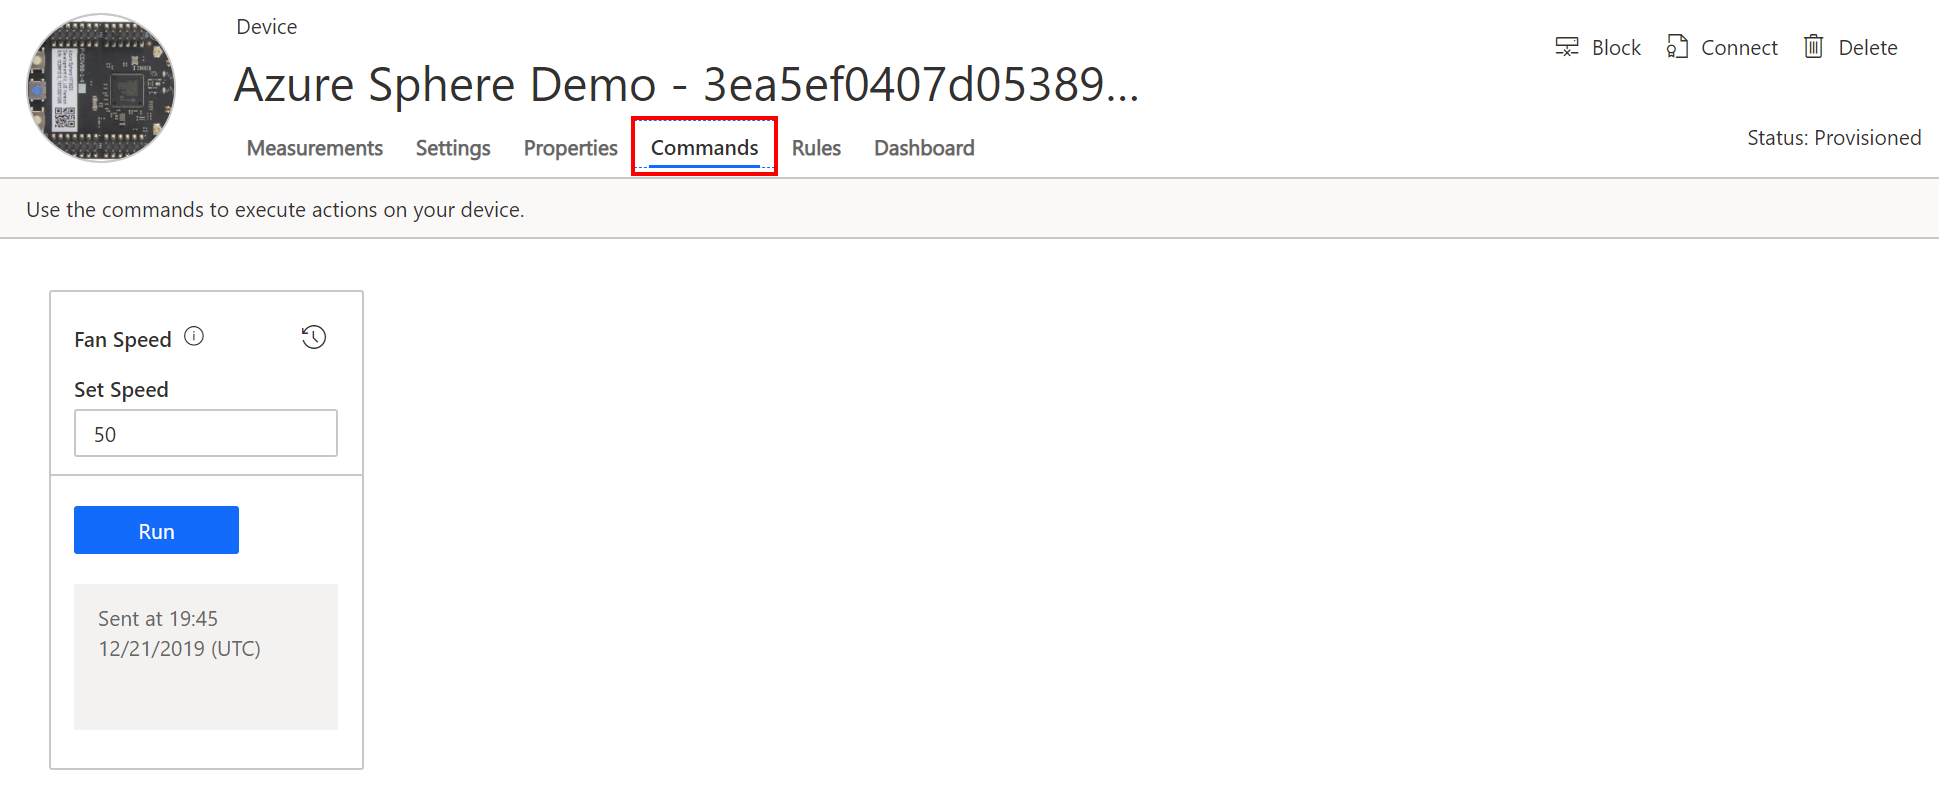 Device
Azure Sphere Demo - 3ea5ef0407d05389...
Block Connect Delete
Measurements Settings Properties Commands Rules Dashboard
Status: Provisioned
Use the commands to execute actions on your device.
Fan Speed
Set Speed
50
Run
Sent at 19:45
12/21/2019 (UTC)